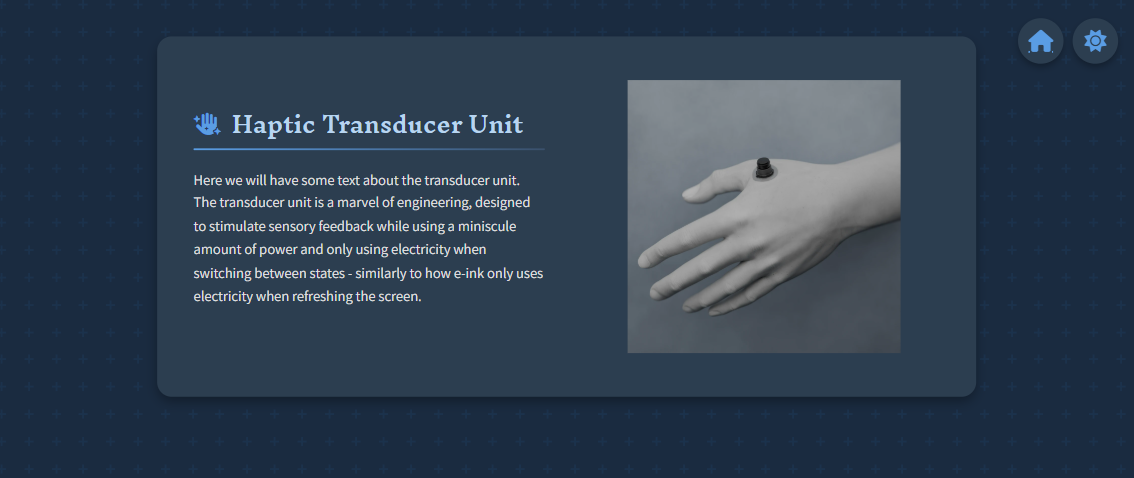 Haptic Transducer Unit
Here we will have some text about the transducer unit.
The transducer unit is a marvel of engineering, designed
to stimulate sensory feedback while using a miniscule
amount of power and only using electricity when
switching between states - similarly to how e-ink only uses
electricity when refreshing the screen.